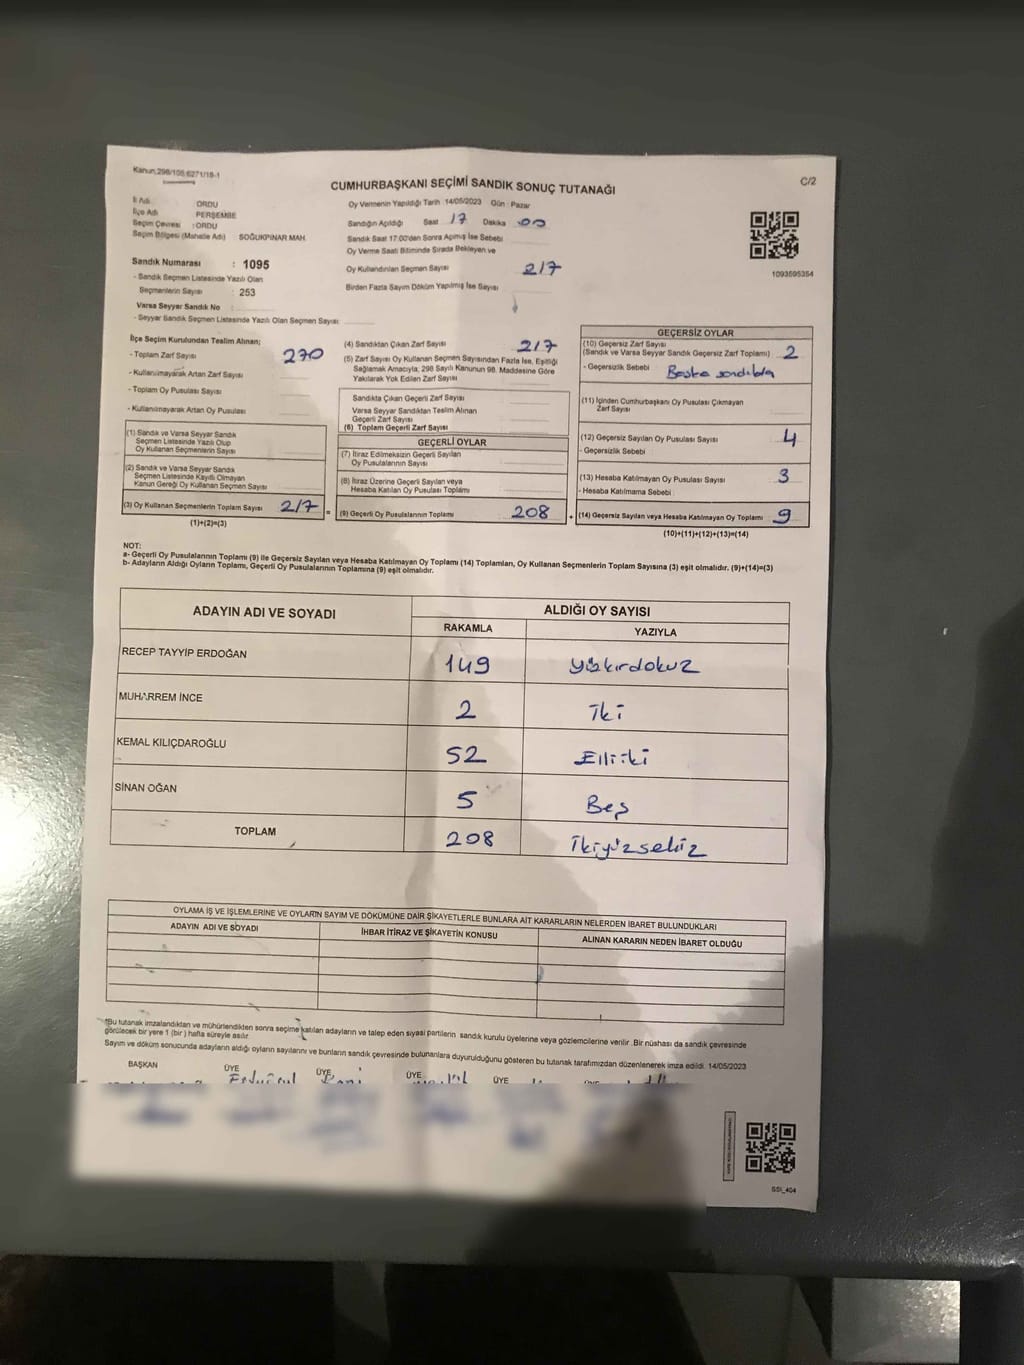 Kanun,298/105;6271/18-1
C/2
CUMHURBAŞKANI SEÇİMİ SANDIK SONUÇ TUTANAĞI
İl Adı ORDU
İlçe Adı PERŞEMBE
Seçim Çevresi : ORDU
Seçim Bölgesi (Mahalle Adı) SOĞUKPINAR MAH.
Sandık Numarası : 1095
- Sandık Seçmen Listesinde Yazılı Olan
Seçmenlerin Sayısı : 253
Varsa Seyyar Sandık No
- Seyyar Sandık Seçmen Listesinde Yazılı Olan Seçmen Sayısı
Oy Vermenin Yapıldığı Tarih 14/05/2023 Gün : Pazar
Sandığın Açıldığı Saat 17 Dakika 00
Sandık Saat 17:00'den Sonra Açılmış İse Sebebi
Oy Verme Saati Bitiminde Sırada Bekleyen ve
Oy Kullandırılan Seçmen Sayısı 217
Birden Fazla Sayım Döküm Yapılmış İse Sayısı
1093595354
İlçe Seçim Kurulundan Teslim Alınan;
- Toplam Zarf Sayısı 270
- Kullanılmayarak Artan Zarf Sayısı
- Toplam Oy Pusulası Sayısı
- Kullanılmayarak Artan Oy Pusulası
(1) Sandık ve Varsa Seyyar Sandık
Seçmen Listesinde Yazılı Olup
Oy Kullanan Seçmenlerin Sayısı
(2) Sandık ve Varsa Seyyar Sandık
Seçmen Listesinde Kayıtlı Olmayan
Kanun Gereği Oy Kullanan Seçmen Sayısı
(3) Oy Kullanan Seçmenlerin Toplam Sayısı 217 =
(1)+(2)=(3)
(4) Sandıktan Çıkan Zarf Sayısı 217
(5) Zarf Sayısı Oy Kullanan Seçmen Sayısından Fazla İse, Eşitliği
Sağlamak Amacıyla, 298 Sayılı Kanunun 98. Maddesine Göre
Yakılarak Yok Edilen Zarf Sayısı
Sandıkta Çıkan Geçerli Zarf Sayısı
Varsa Seyyar Sandıktan Teslim Alınan
Geçerli Zarf Sayısı
(6) Toplam Geçerli Zarf Sayısı
GEÇERLİ OYLAR
(7) İtiraz Edilmeksizin Geçerli Sayılan
Oy Pusulalarının Sayısı
(8) İtiraz Üzerine Geçerli Sayılan veya
Hesaba Katılan Oy Pusulası Toplamı
(9) Geçerli Oy Pusulalarının Toplamı 208 +
GEÇERSİZ OYLAR
(10) Geçersiz Zarf Sayısı
(Sandık ve Varsa Seyyar Sandık Geçersiz Zarf Toplamı) 2
- Geçersizlik Sebebi Başka sandıkta
(11) İçinden Cumhurbaşkanı Oy Pusulası Çıkmayan
Zarf Sayısı
(12) Geçersiz Sayılan Oy Pusulası Sayısı 4
- Geçersizlik Sebebi
(13) Hesaba Katılmayan Oy Pusulası Sayısı 3
- Hesaba Katılmama Sebebi :
(14) Geçersiz Sayılan veya Hesaba Katılmayan Oy Toplamı 9
(10)+(11)+(12)+(13)=(14)
NOT:
a- Geçerli Oy Pusulalarının Toplamı (9) ile Geçersiz Sayılan veya Hesaba Katılmayan Oy Toplamı (14) Toplamları, Oy Kullanan Seçmenlerin Toplam Sayısına (3) eşit olmalıdır. (9)+(14)=(3)
b- Adayların Aldığı Oyların Toplamı, Geçerli Oy Pusulalarının Toplamına (9) eşit olmalıdır.
ADAYIN ADI VE SOYADI ALDIĞI OY SAYISI
RAKAMLA YAZIYLA
RECEP TAYYİP ERDOĞAN 149 yüzkırdokuz
MUHARREM İNCE 2 İki
KEMAL KILIÇDAROĞLU 52 Elliiki
SİNAN OĞAN 5 Beş
TOPLAM 208 İkiyüzsekiz
OYLAMA İŞ VE İŞLEMLERİNE VE OYLARIN SAYIM VE DÖKÜMÜNE DAİR ŞİKAYETLERLE BUNLARA AİT KARARLARIN NELERDEN İBARET BULUNDUKLARI
ADAYIN ADI VE SOYADI İHBAR İTİRAZ VE ŞİKAYETİN KONUSU ALINAN KARARIN NEDEN İBARET OLDUĞU
*Bu tutanak imzalandıktan ve mühürlendikten sonra seçime katılan adayların ve talep eden siyasi partilerin sandık kurulu üyelerine veya gözlemcilerine verilir. Bir nüshası da sandık çevresinde
görülecek bir yere 1 (bir) hafta süreyle asılır.
Sayım ve döküm sonucunda adayların aldığı oyların sayılarını ve bunların sandık çevresinde bulunanlara duyurulduğunu gösteren bu tutanak tarafımızdan düzenlenerek imza edildi. 14/05/2023
BAŞKAN ÜYE ÜYE ÜYE ÜYE
SSI_404